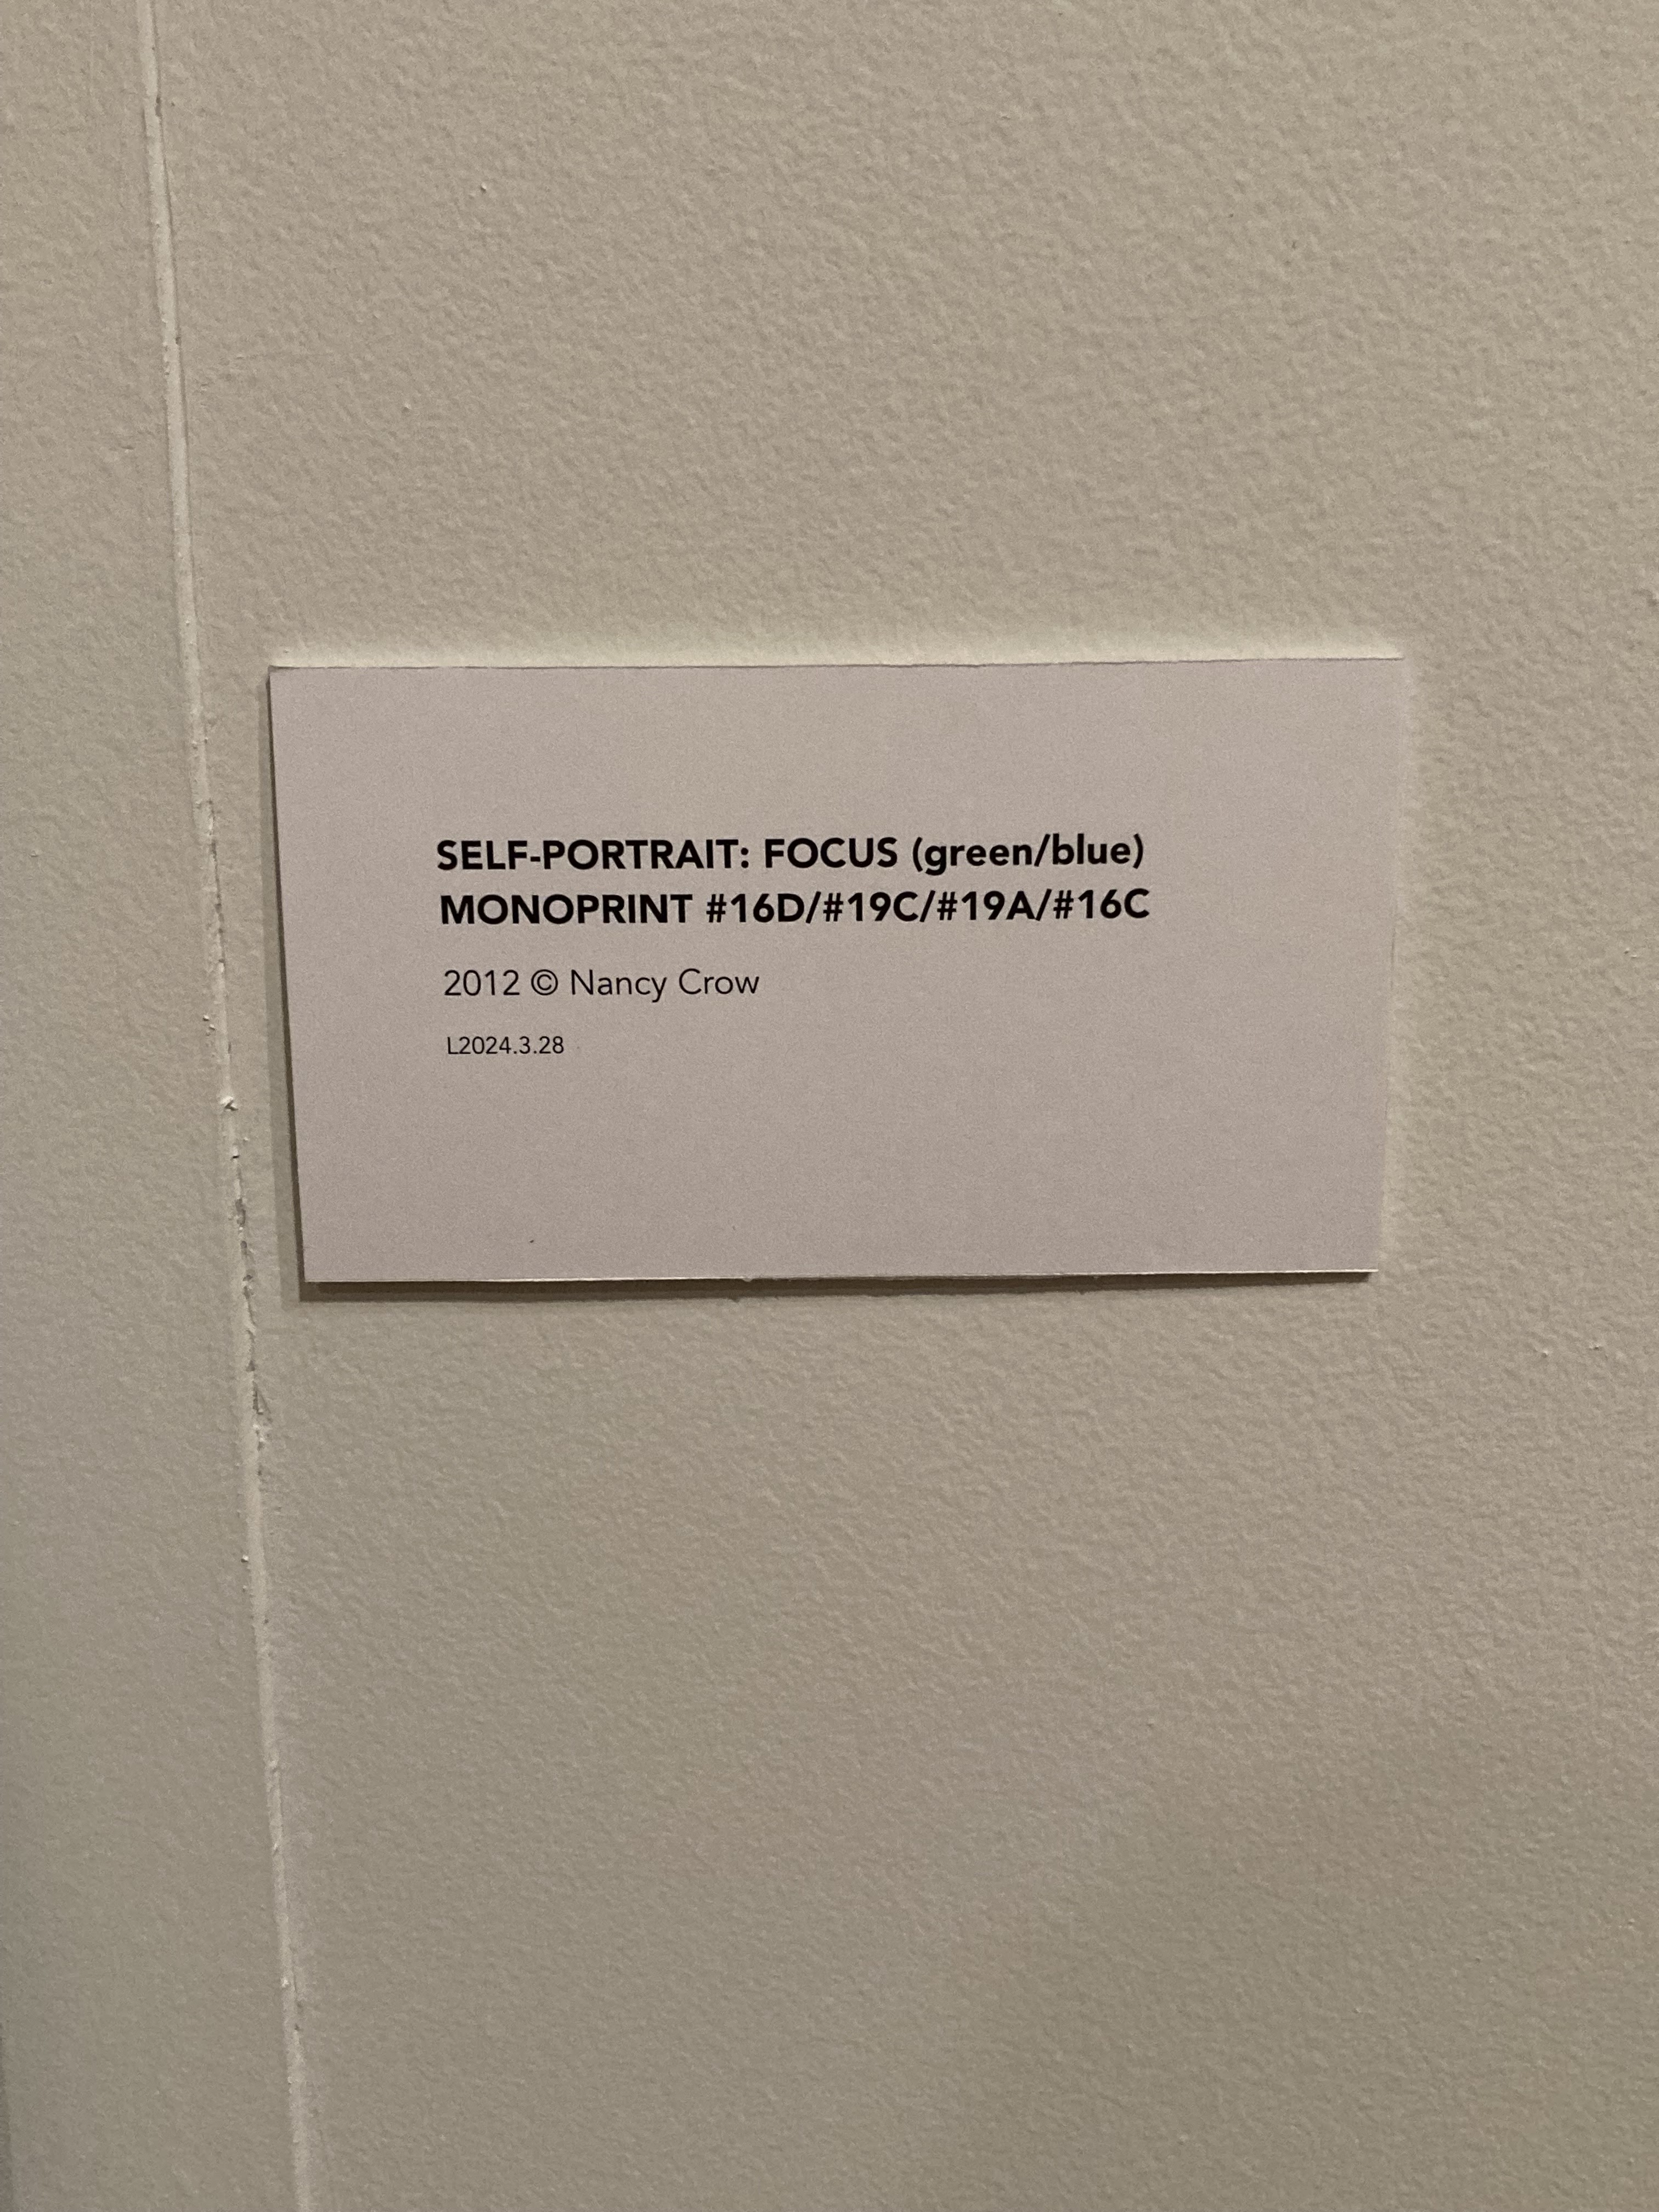 SELF-PORTRAIT: FOCUS (green/blue)
MONOPRINT #16D/#19C/#19A/#16C
2012 © Nancy Crow
L2024.3.28